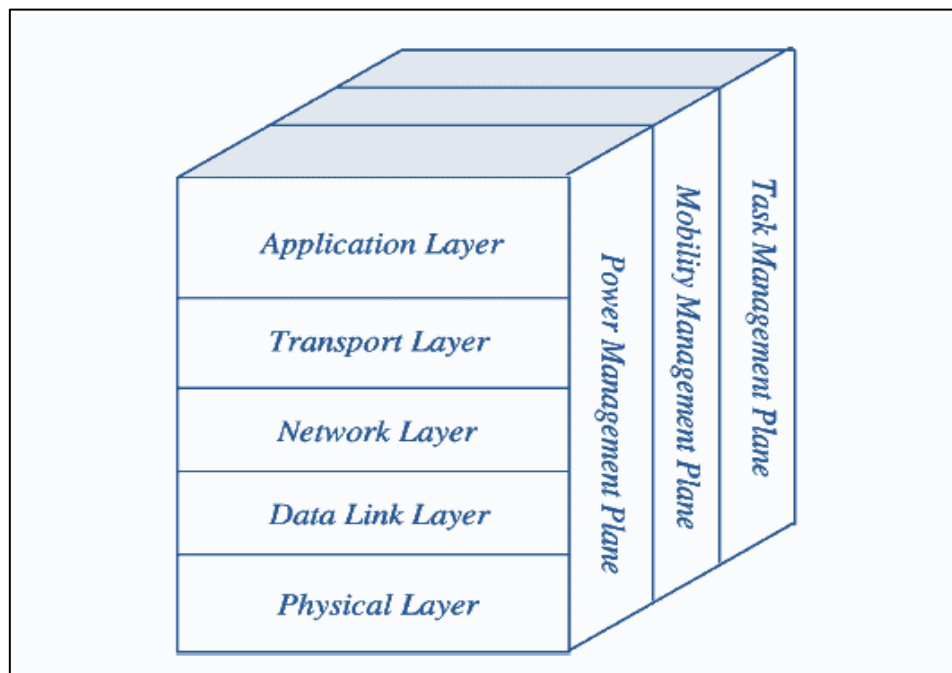 Application Layer
Transport Layer
Network Layer
Data Link Layer
Physical Layer
Power Management Plane
Mobility Management Plane
Task Management Plane